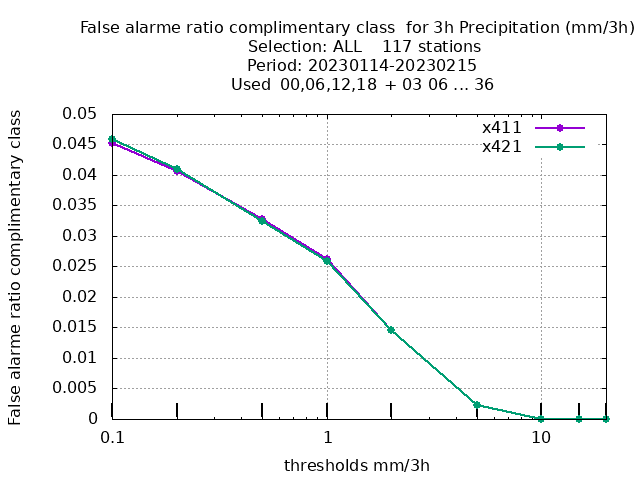 False alarme ratio complimentary class  for 3h Precipitation (mm/3h)
Selection: ALL    117 stations
Period: 20230114-20230215
Used  00,06,12,18  + 03 06 ... 36
False alarme ratio complimentary class
0.05
0.045
0.04
0.035
0.03
0.025
0.02
0.015
0.01
0.005
0
x411
x421
0.1
1
10
thresholds mm/3h